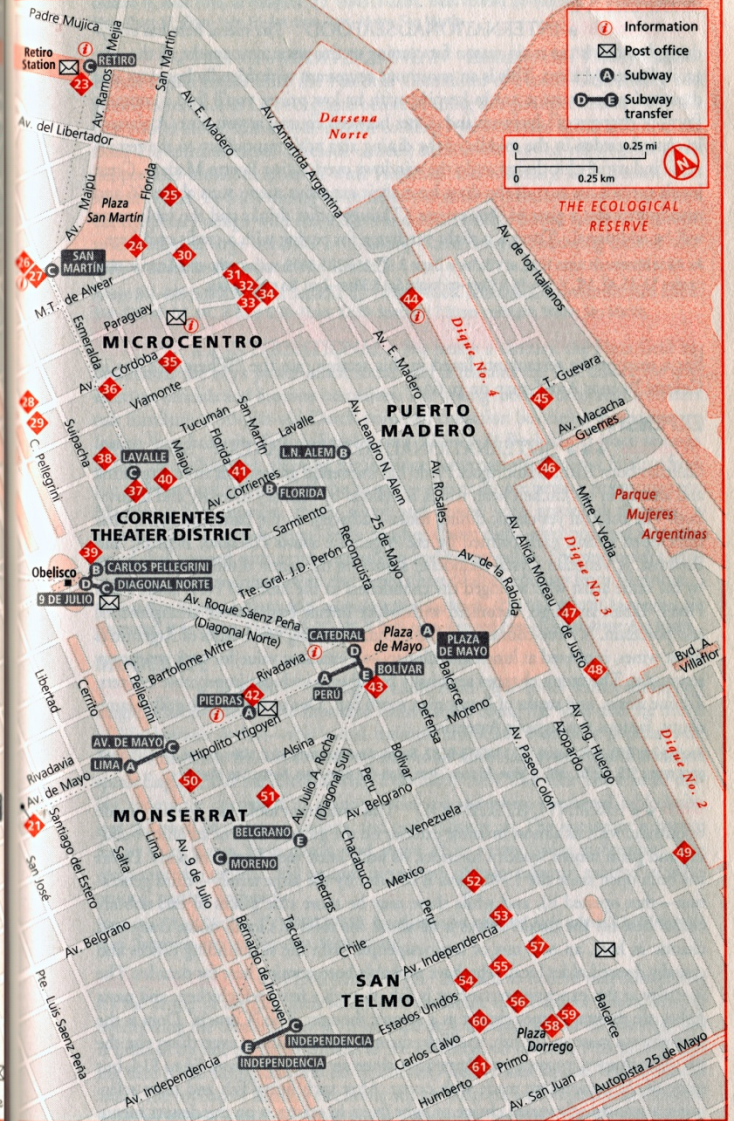 Information
Post office
A
Subway
D
E
Subway
transfer
0
0.25 mi
0
0.25 km
N
Padre Mujica
Retiro
Station
C
RETIRO
23
Av. Ramos Mejía
San Martín
Av. del Libertador
Av. E. Madero
Av. Antartida Argentina
Darsena
Norte
THE ECOLOGICAL
RESERVE
Av. Maipú
Florida
Plaza
San Martín
25
24
30
26
27
C
SAN
MARTÍN
31
32
33
34
44
M.T. de Alvear
Paraguay
Esmeralda
MICROCENTRO
Av. de los Italianos
Dique No. 4
Av. E. Madero
Av. Córdoba
35
36
Viamonte
28
29
T. Guevara
45
PUERTO
MADERO
Av. Macacha
Guemes
46
Suipacha
C. Pellegrini
Tucumán
San Martín
Lavalle
Florida
Maipú
38
LAVALLE
C
37
40
41
L.N. ALEM
B
B
FLORIDA
Av. Corrientes
Av. Leandro N. Alem
Av. Rosales
Mitre Y Vedia
Parque
Mujeres
Argentinas
CORRIENTES
THEATER DISTRICT
Sarmiento
Reconquista
25 de Mayo
Tte. Gral. J.D. Perón
39
Obelisco
B
CARLOS PELLEGRINI
D
C
DIAGONAL NORTE
9 DE JULIO
Av. Roque Sáenz Peña
(Diagonal Norte)
Av. de la Rabida
Av. Alicia Moreau de Justo
Dique No. 3
47
48
Bvd. A.
Villaflor
CATEDRAL
D
Plaza
de Mayo
A
PLAZA
DE MAYO
Bartolome Mitre
Rivadavia
A
PERÚ
E
BOLÍVAR
43
42
PIEDRAS
A
Libertad
Cerrito
C. Pellegrini
Balcarce
Defensa
Moreno
Hipolito Yrigoyen
AV. DE MAYO
C
LIMA
A
Alsina
Av. Julio A. Rocha
(Diagonal Sur)
Bolivar
Peru
Av. Ing. Huergo
Azopardo
Av. Paseo Colón
Dique No. 2
Rivadavia
Av. de Mayo
21
50
51
MONSERRAT
Av. Belgrano
BELGRANO
E
C
MORENO
Venezuela
Santiago del Estero
San José
Salta
Lima
Av. 9 de Julio
Chacabuco
Mexico
49
52
Piedras
Peru
53
Tacuari
Chile
Av. Independencia
57
Av. Belgrano
Bernardo de Irigoyen
SAN
TELMO
54
55
Pte. Luis Saenz Peña
Estados Unidos
56
Balcarce
C
INDEPENDENCIA
E
INDEPENDENCIA
60
Plaza
Dorrego
58
59
Carlos Calvo
61
Humberto Primo
Av. Independencia
Av. San Juan
Autopista 25 de Mayo